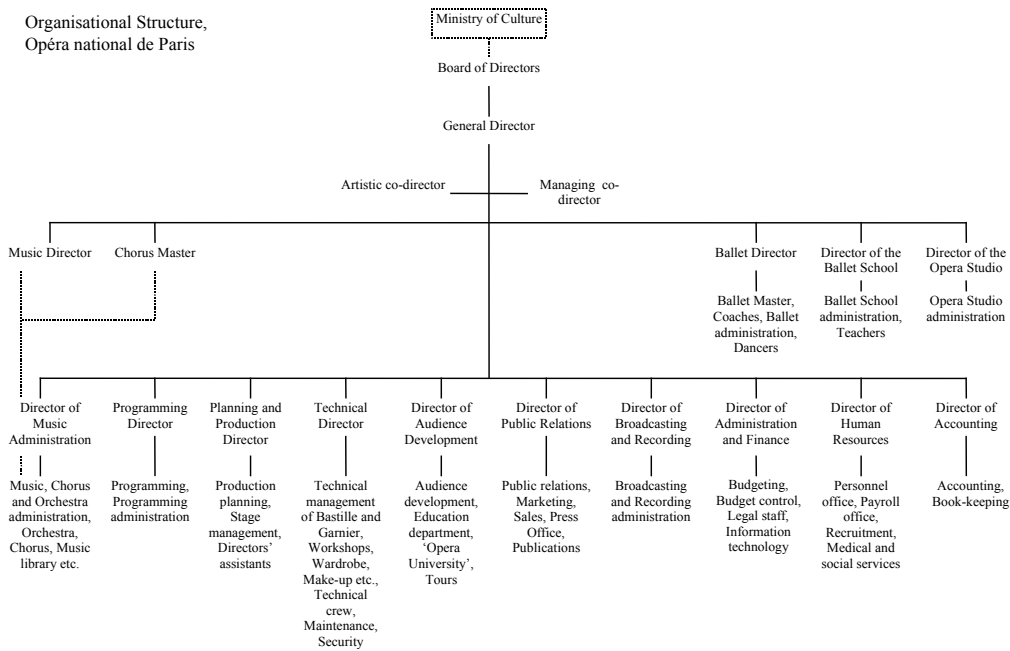 Organisational Structure,
Opéra national de Paris
Ministry of Culture
Board of Directors
General Director
Artistic co-director
Managing co-
director
Music Director
Chorus Master
Ballet Director
Director of the
Ballet School
Director of the
Opera Studio
Ballet Master,
Coaches, Ballet
administration,
Dancers
Ballet School
administration,
Teachers
Opera Studio
administration
Director of
Music
Administration
Programming
Director
Planning and
Production
Director
Technical
Director
Director of
Audience
Development
Director of
Public Relations
Director of
Broadcasting
and Recording
Director of
Administration
and Finance
Director of
Human
Resources
Director of
Accounting
Music, Chorus
and Orchestra
administration,
Orchestra,
Chorus, Music
library etc.
Programming,
Programming
administration
Production
planning,
Stage
management,
Directors’
assistants
Technical
management
of Bastille and
Garnier,
Workshops,
Wardrobe,
Make-up etc.,
Technical
crew,
Maintenance,
Security
Audience
development,
Education
department,
‘Opera
University’,
Tours
Public relations,
Marketing,
Sales, Press
Office,
Publications
Broadcasting
and Recording
administration
Budgeting,
Budget control,
Legal staff,
Information
technology
Personnel
office, Payroll
office,
Recruitment,
Medical and
social services
Accounting,
Book-keeping